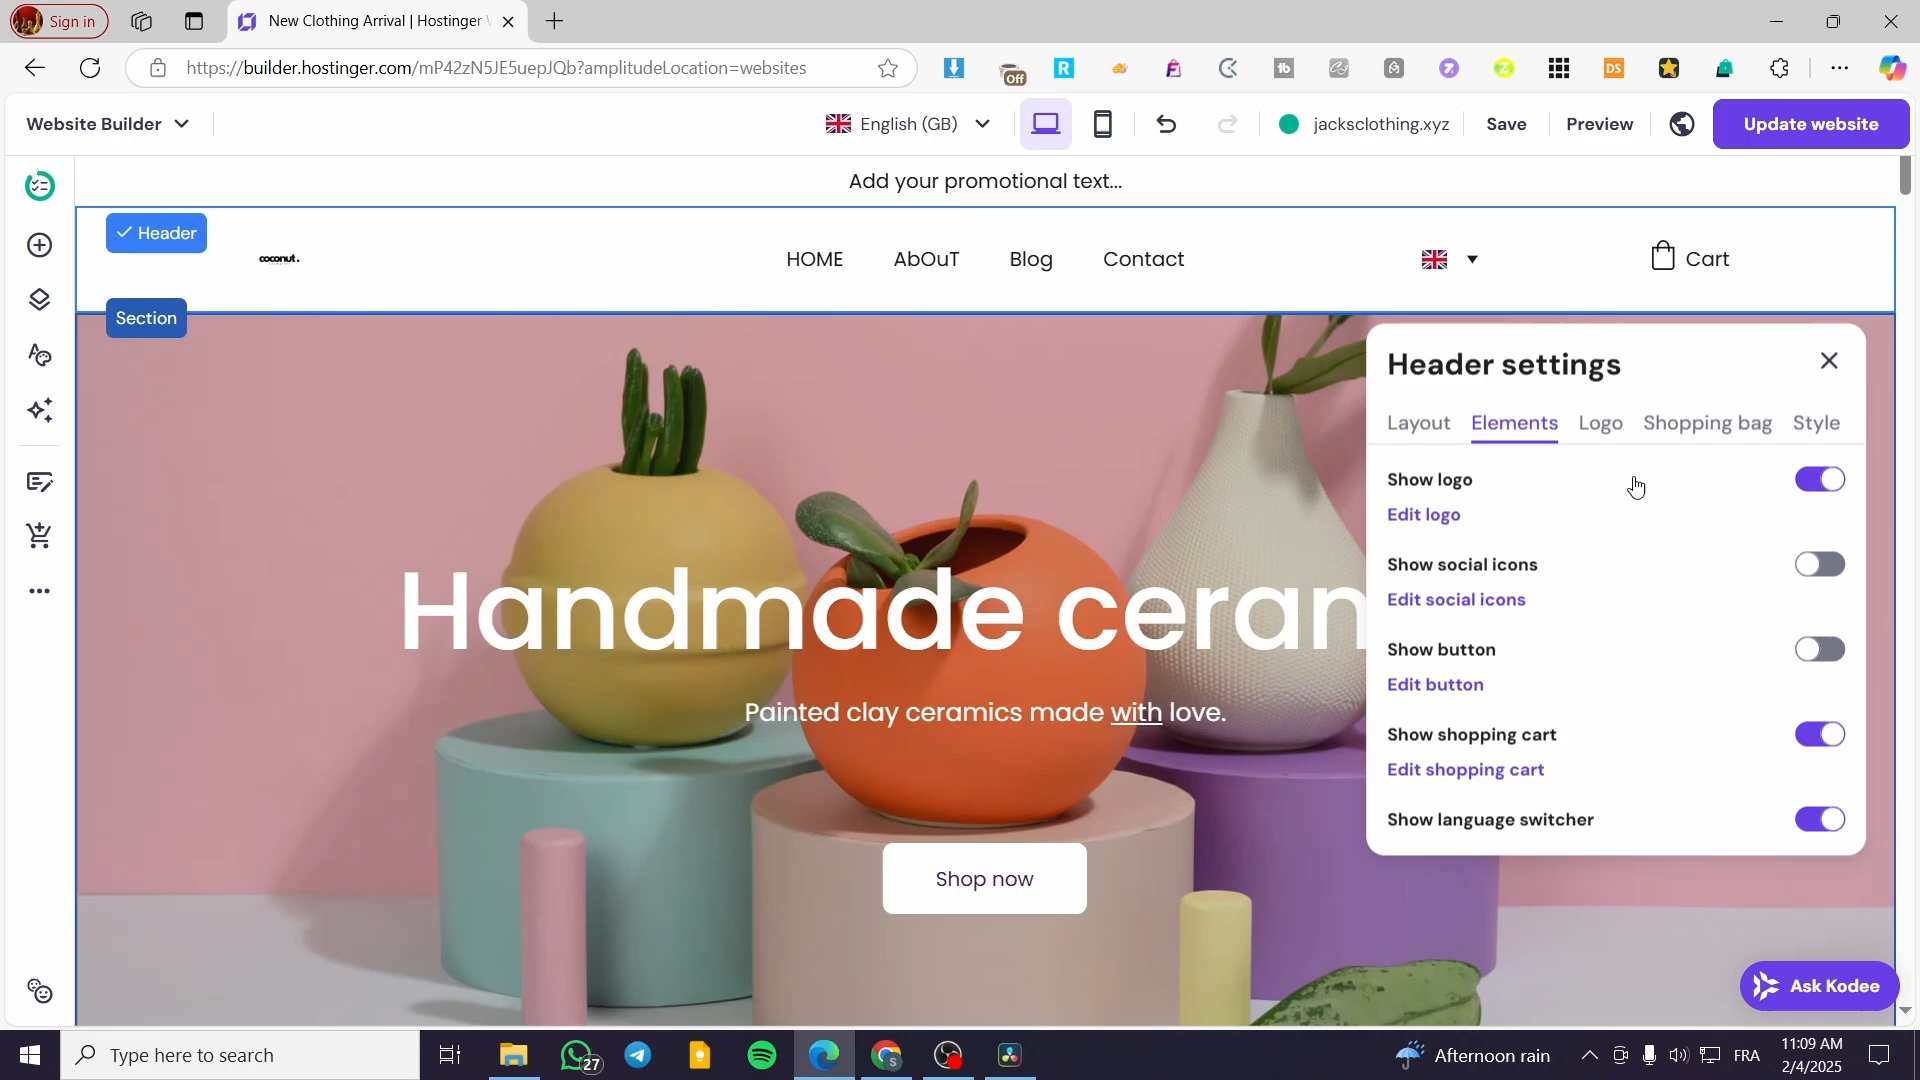 Sign in
New Clothing Arrival | Hostinger
https://builder.hostinger.com/mP42zN5JE5uepJQb?amplitudeLocation=websites
Off
Website Builder
English (GB)
jacksclothing.xyz
Save
Preview
Update website
Add your promotional text...
Header
coconut.
HOME
AbOuT
Blog
Contact
Cart
Section
Header settings
Layout
Elements
Logo
Shopping bag
Style
Show logo
Edit logo
Show social icons
Edit social icons
Show button
Edit button
Show shopping cart
Edit shopping cart
Show language switcher
Handmade ceram
Painted clay ceramics made with love.
Shop now
Ask Kodee
Type here to search
27
Afternoon rain
FRA
11:09 AM
2/4/2025